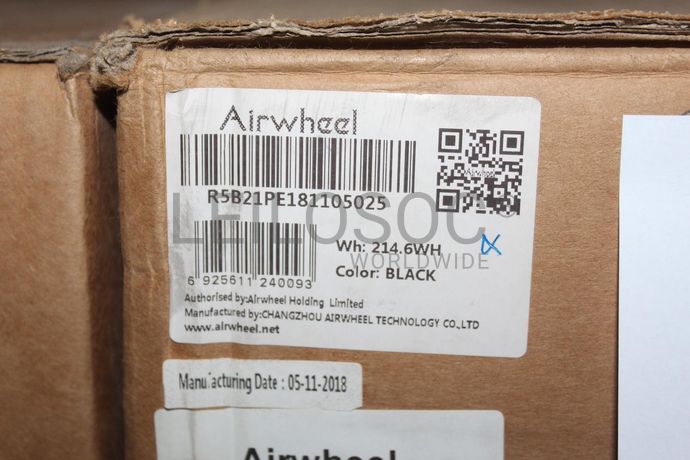 Airwheel
R5B21PE181105025
LEILOSOC
WORLDWIDE
Wh: 214.6WH
Color: BLACK
6 925611 240093
Authorised by:Airwheel Holding Limited
Manufactured by:CHANGZHOU AIRWHEEL TECHNOLOGY CO.,LTD
www.airwheel.net
Manufacturing Date : 05-11-2018
Airwheel